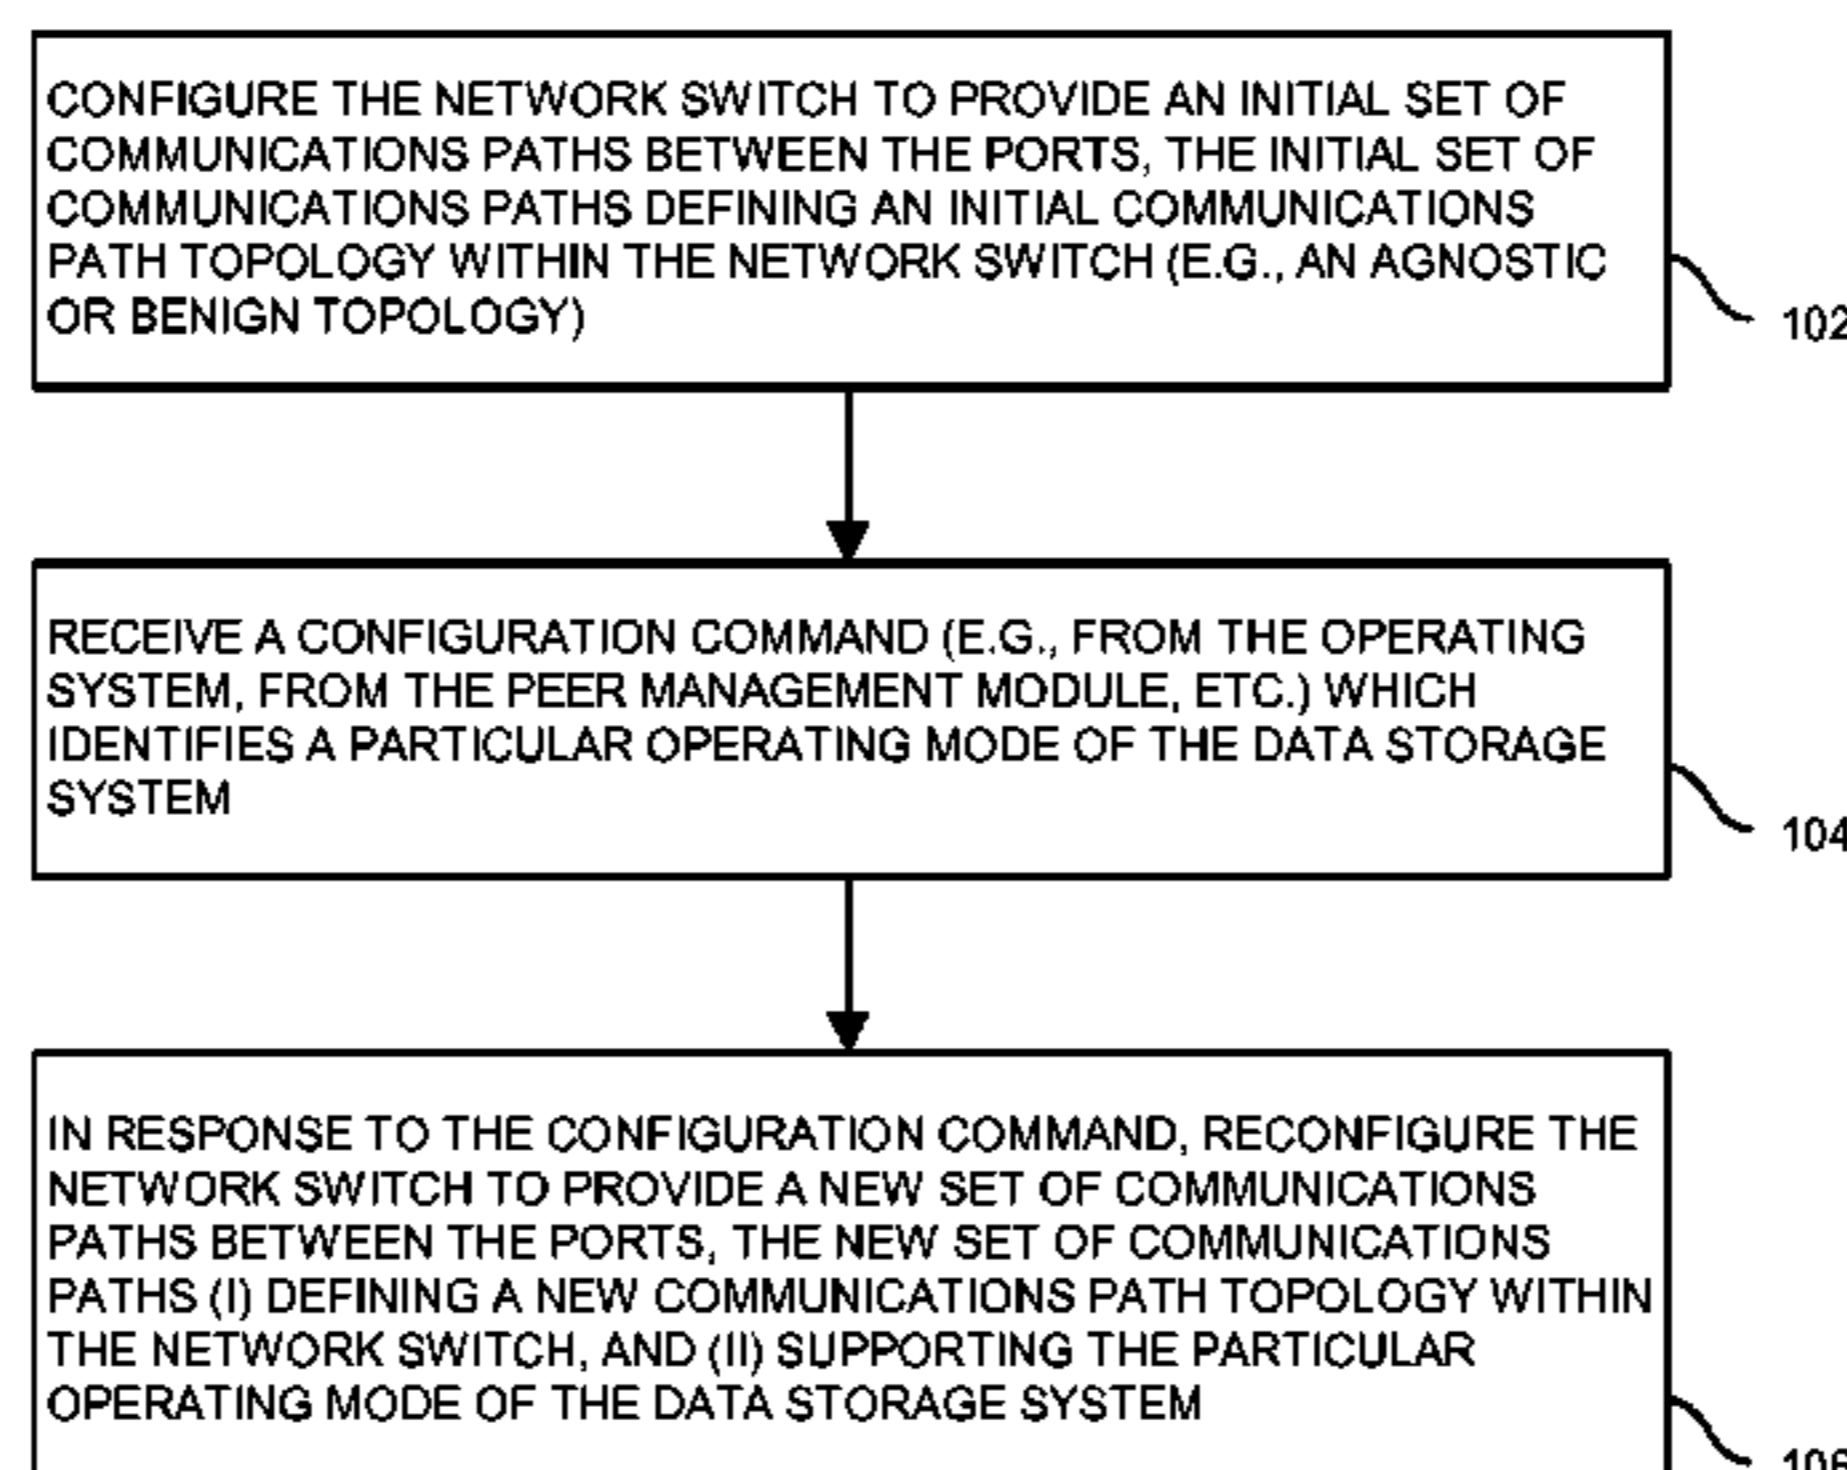 CONFIGURE THE NETWORK SWITCH TO PROVIDE AN INITIAL SET OF
COMMUNICATIONS PATHS BETWEEN THE PORTS, THE INITIAL SET OF
COMMUNICATIONS PATHS DEFINING AN INITIAL COMMUNICATIONS
PATH TOPOLOGY WITHIN THE NETWORK SWITCH (E.G., AN AGNOSTIC
OR BENIGN TOPOLOGY)
102
RECEIVE A CONFIGURATION COMMAND (E.G., FROM THE OPERATING
SYSTEM, FROM THE PEER MANAGEMENT MODULE, ETC.) WHICH
IDENTIFIES A PARTICULAR OPERATING MODE OF THE DATA STORAGE
SYSTEM
104
IN RESPONSE TO THE CONFIGURATION COMMAND, RECONFIGURE THE
NETWORK SWITCH TO PROVIDE A NEW SET OF COMMUNICATIONS
PATHS BETWEEN THE PORTS, THE NEW SET OF COMMUNICATIONS
PATHS (I) DEFINING A NEW COMMUNICATIONS PATH TOPOLOGY WITHIN
THE NETWORK SWITCH, AND (II) SUPPORTING THE PARTICULAR
OPERATING MODE OF THE DATA STORAGE SYSTEM
106